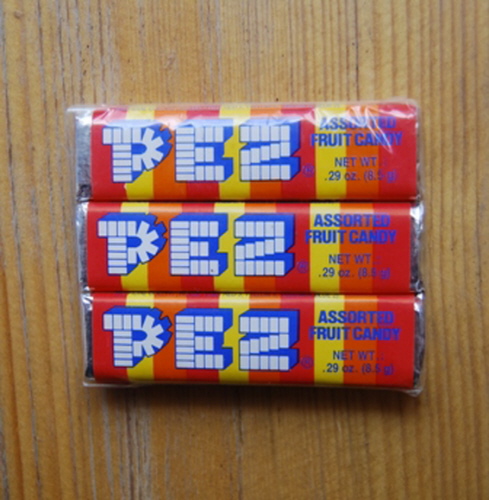 PEZ®
ASSORTED
FRUIT CANDY
NET WT.
.29 oz. (8.5 g)
PEZ®
ASSORTED
FRUIT CANDY
NET WT.
.29 oz. (8.5 g)
PEZ®
ASSORTED
FRUIT CANDY
NET WT.
.29 oz. (8.5 g)